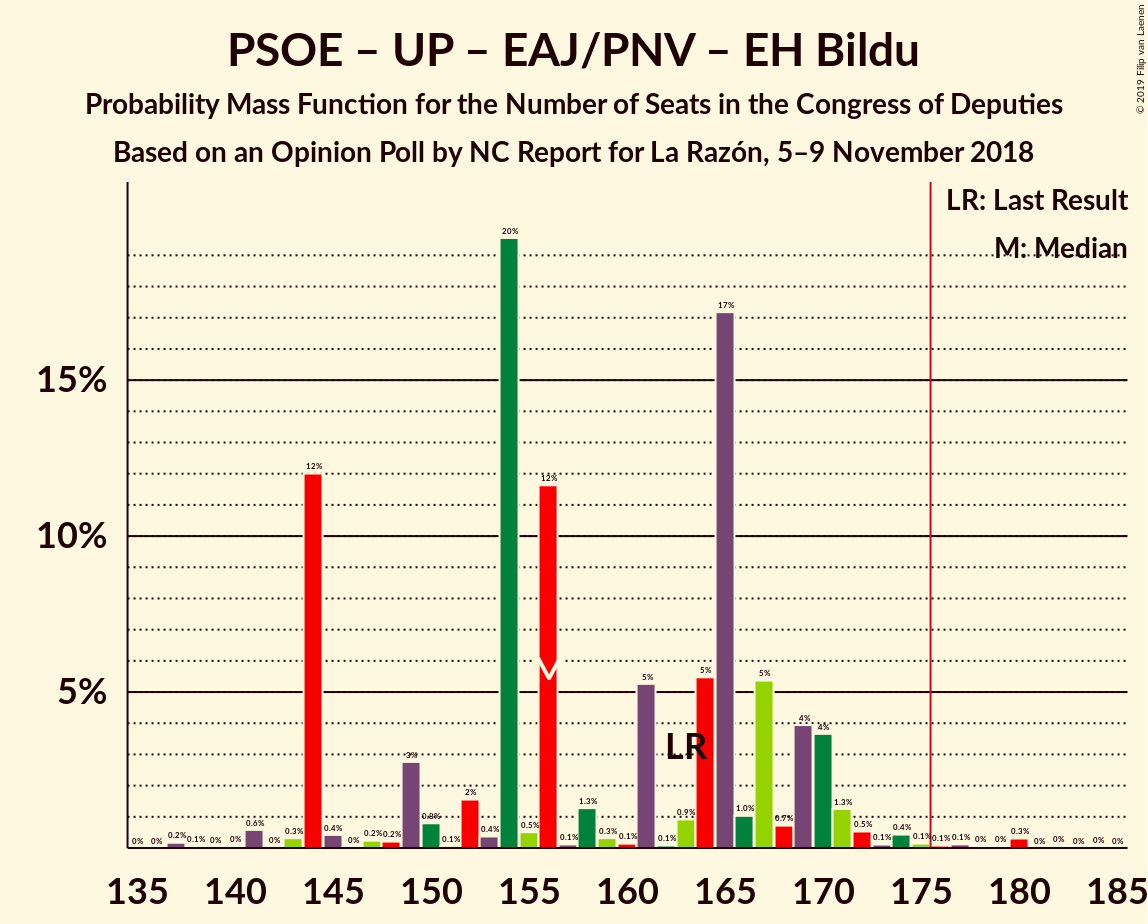 PSOE – UP – EAJ/PNV – EH Bildu
Probability Mass Function for the Number of Seats in the Congress of Deputies
Based on an Opinion Poll by NC Report for La Razón, 5–9 November 2018
© 2019 Filip van Laenen
LR: Last Result
M: Median
15%
10%
5%
0% 0% 0.2% 0.1% 0% 0% 0.6% 0% 0.3% 12% 0.4% 0% 0.2% 0.2% 3% 0.8% 0.1% 2% 0.4% 20% 0.5% 12% 0.1% 1.3% 0.3% 0.1% 5% 0.1% 0.9% 5% 17% 1.0% 5% 0.7% 4% 4% 1.3% 0.5% 0.1% 0.4% 0.1% 0.1% 0.1% 0% 0% 0.3% 0% 0% 0% 0% 0%
LR
135 140 145 150 155 160 165 170 175 180 185